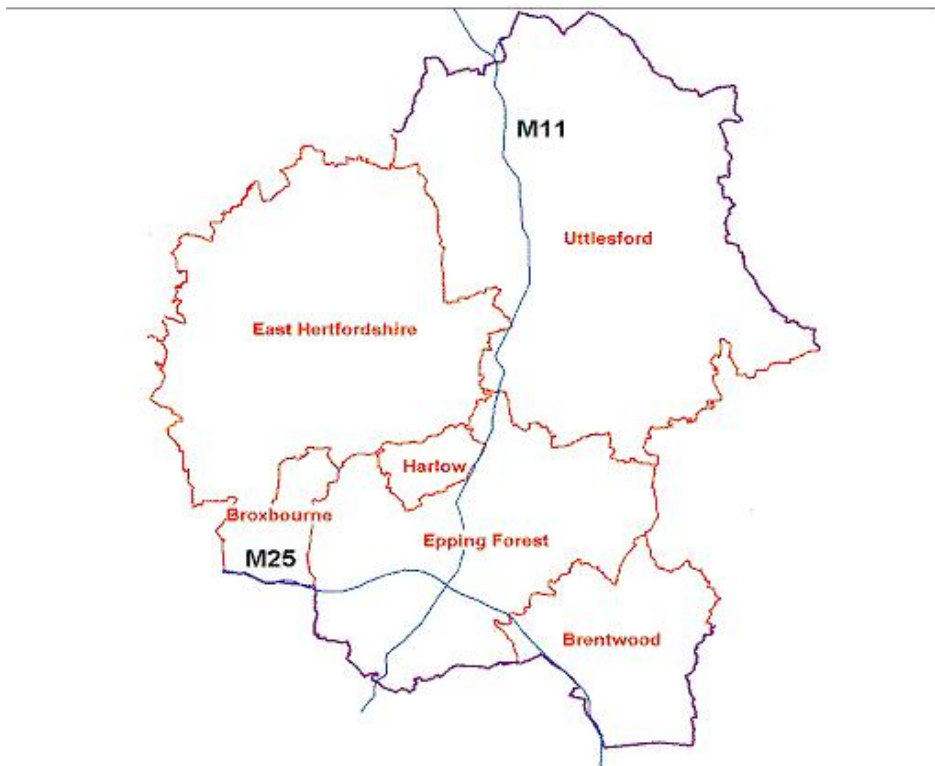 M11
Uttlesford
East Hertfordshire
Harlow
Broxbourne
Epping Forest
M25
Brentwood